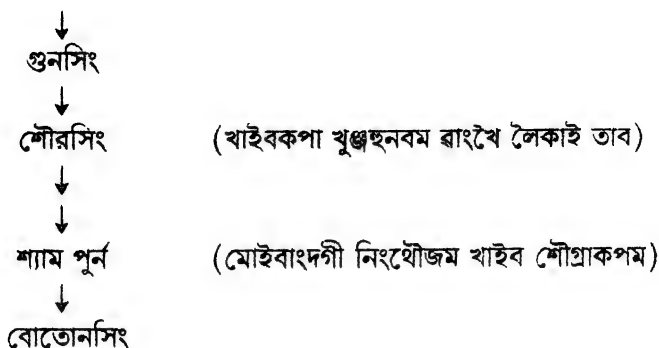 ↓
গুনসিং
↓
শৌরসিং (খাইবকপা খুঞ্জহুনবম ৱাংখৈ লৈকাই তাব)
↓
↓
শ্যাম পুর্ন (মোইবাংদগী নিংথৌজম খাইব শৌগ্রাকপম)
↓
বোতোনসিং